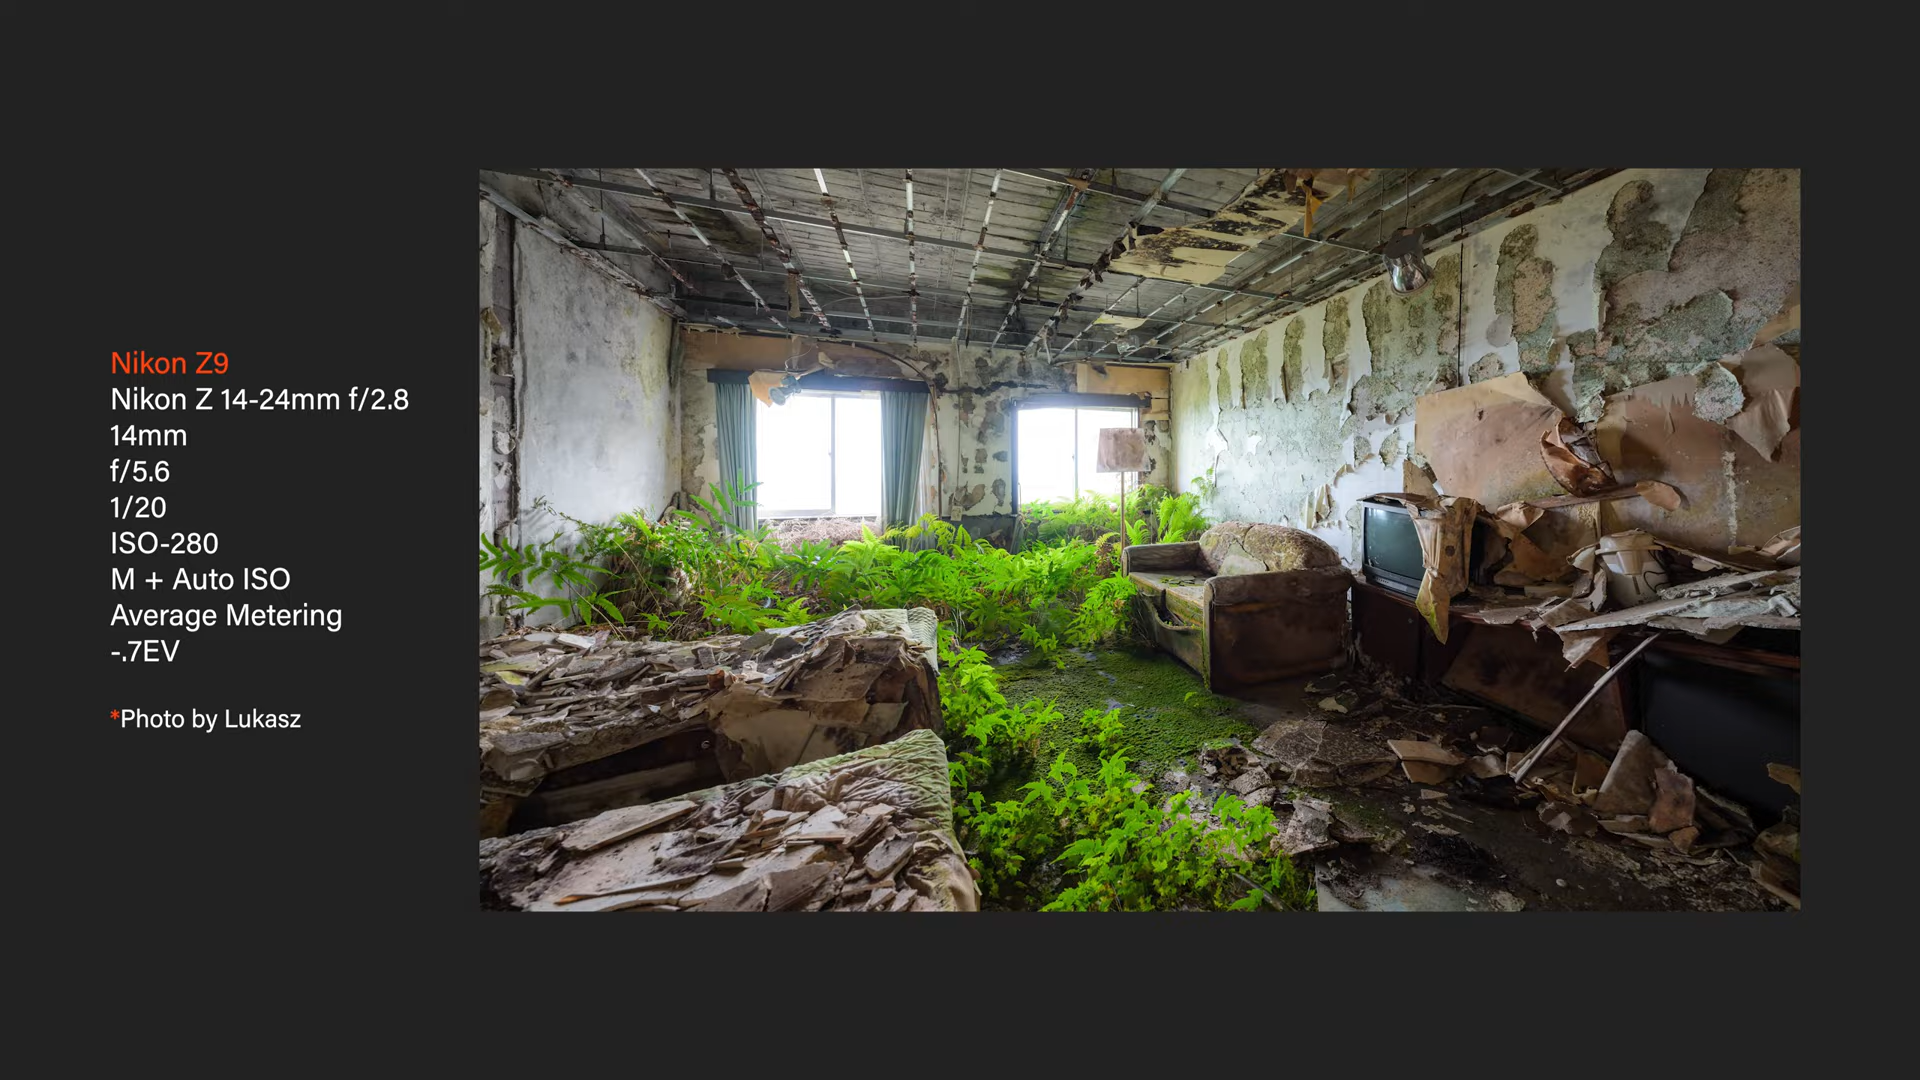 Nikon Z9
Nikon Z 14-24mm f/2.8
14mm
f/5.6
1/20
ISO-280
M + Auto ISO
Average Metering
-.7EV
*Photo by Lukasz